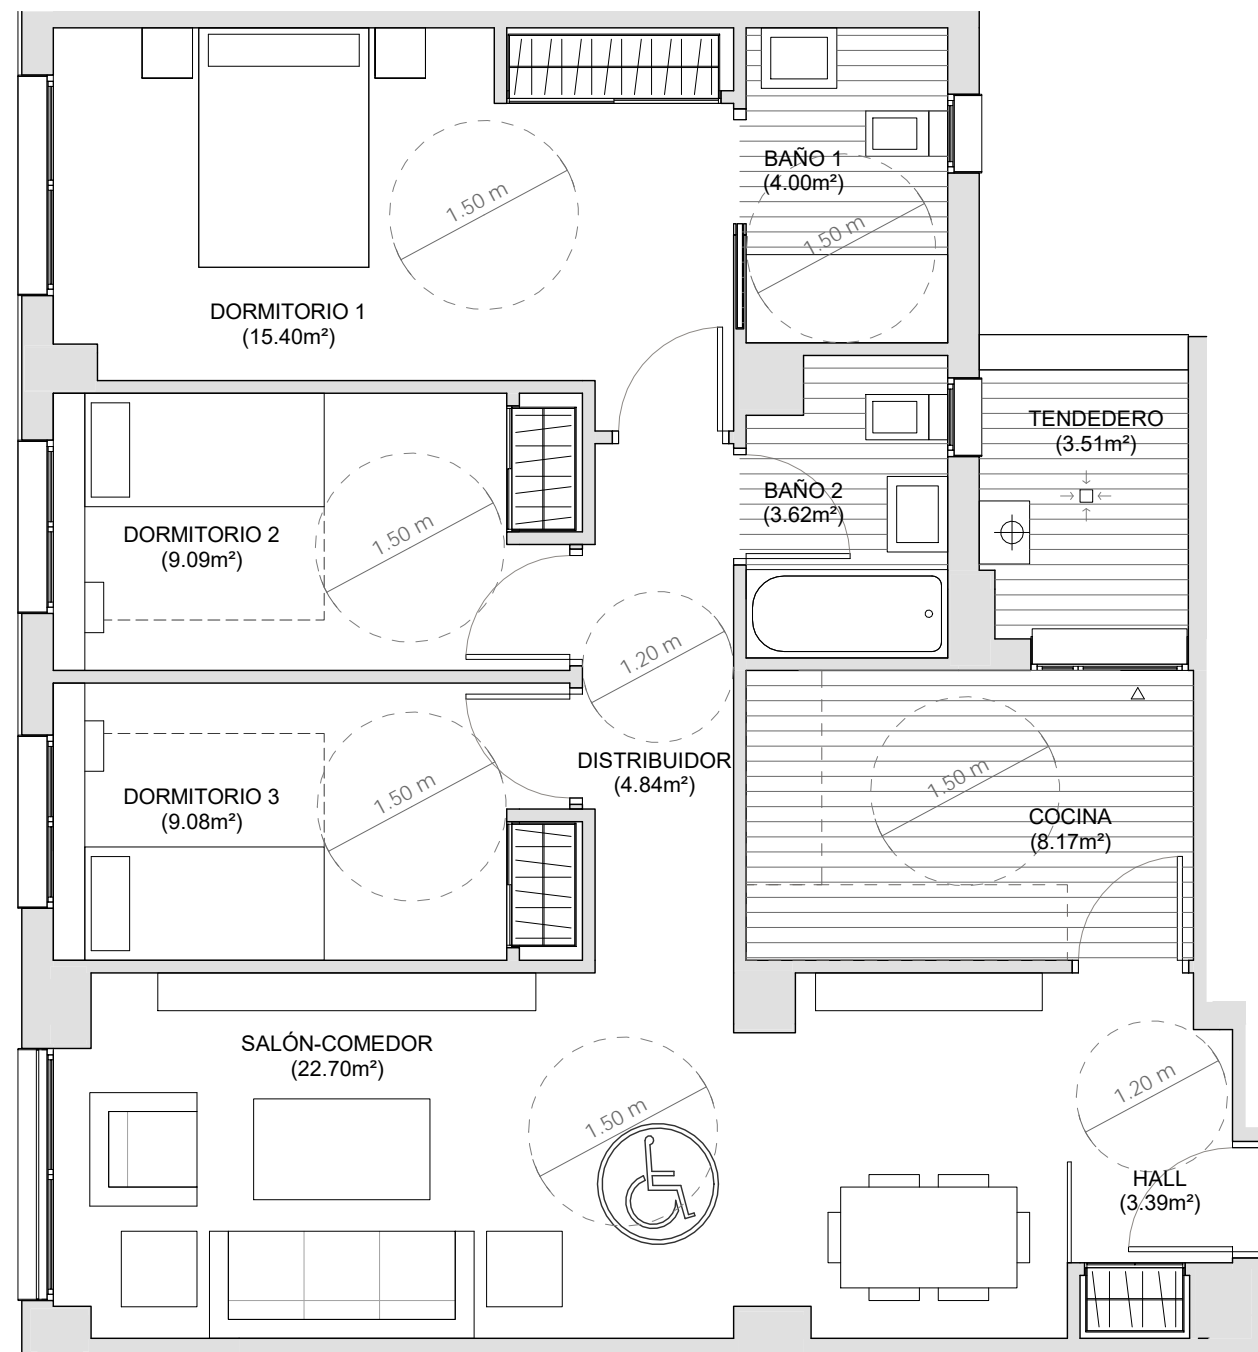 1.50 m
BAÑO 1
(4.00m²)
1.50 m
DORMITORIO 1
(15.40m²)
TENDEDERO
(3.51m²)
BAÑO 2
(3.62m²)
DORMITORIO 2
(9.09m²)
1.50 m
1.20 m
DISTRIBUIDOR
(4.84m²)
DORMITORIO 3
(9.08m²)
1.50 m
1.50 m
COCINA
(8.17m²)
SALÓN-COMEDOR
(22.70m²)
1.50 m
1.20 m
HALL
(3.39m²)